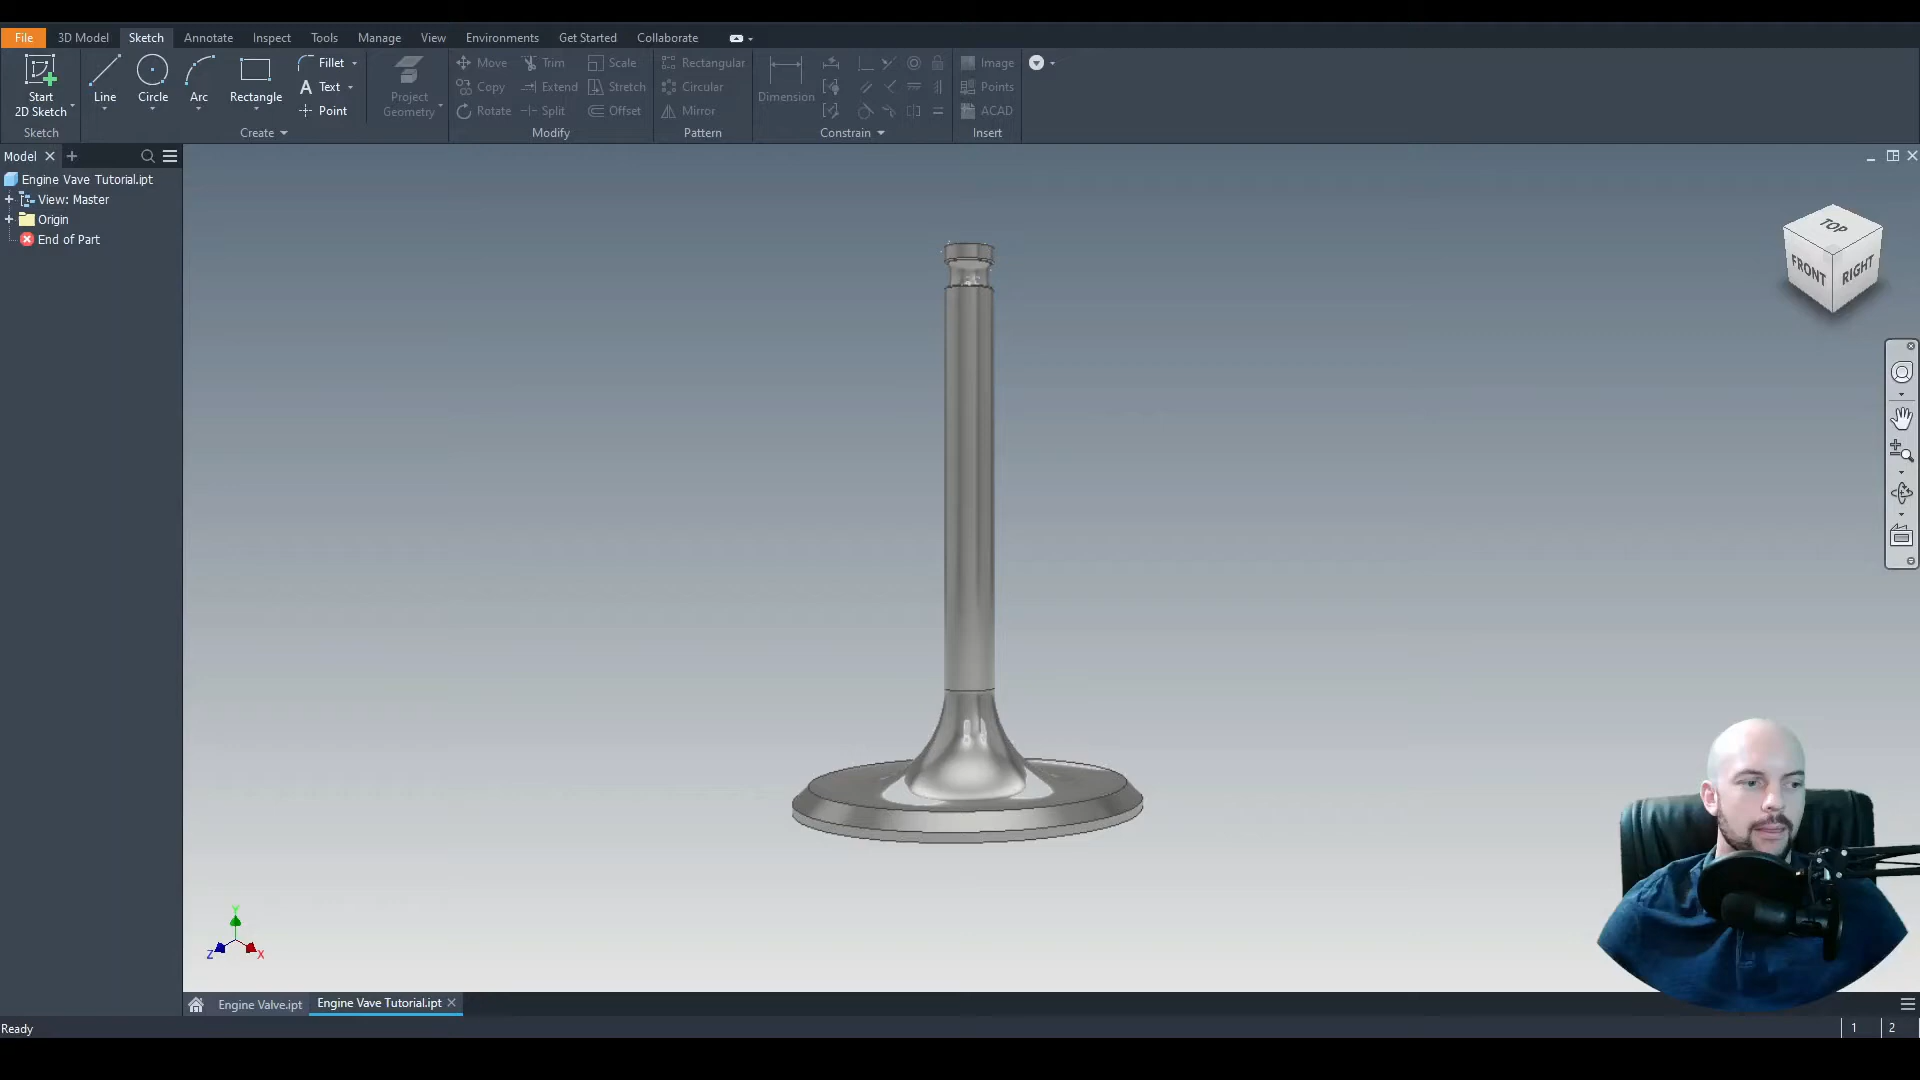 File 3D Model Sketch Annotate Inspect Tools Manage View Environments Get Started Collaborate
Start
2D Sketch
Line
Circle
Arc
Rectangle
Fillet
Text
Point
Project
Geometry
Move
Copy
Rotate
Trim
Extend
Split
Scale
Stretch
Offset
Rectangular
Circular
Mirror
Dimension
Image
Points
ACAD
Sketch Create Modify Pattern Constrain Insert
Model
Engine Vave Tutorial.ipt
View: Master
Origin
End of Part
TOP
FRONT
RIGHT
Y
Z
X
Engine Valve.ipt Engine Vave Tutorial.ipt
Ready
1 2